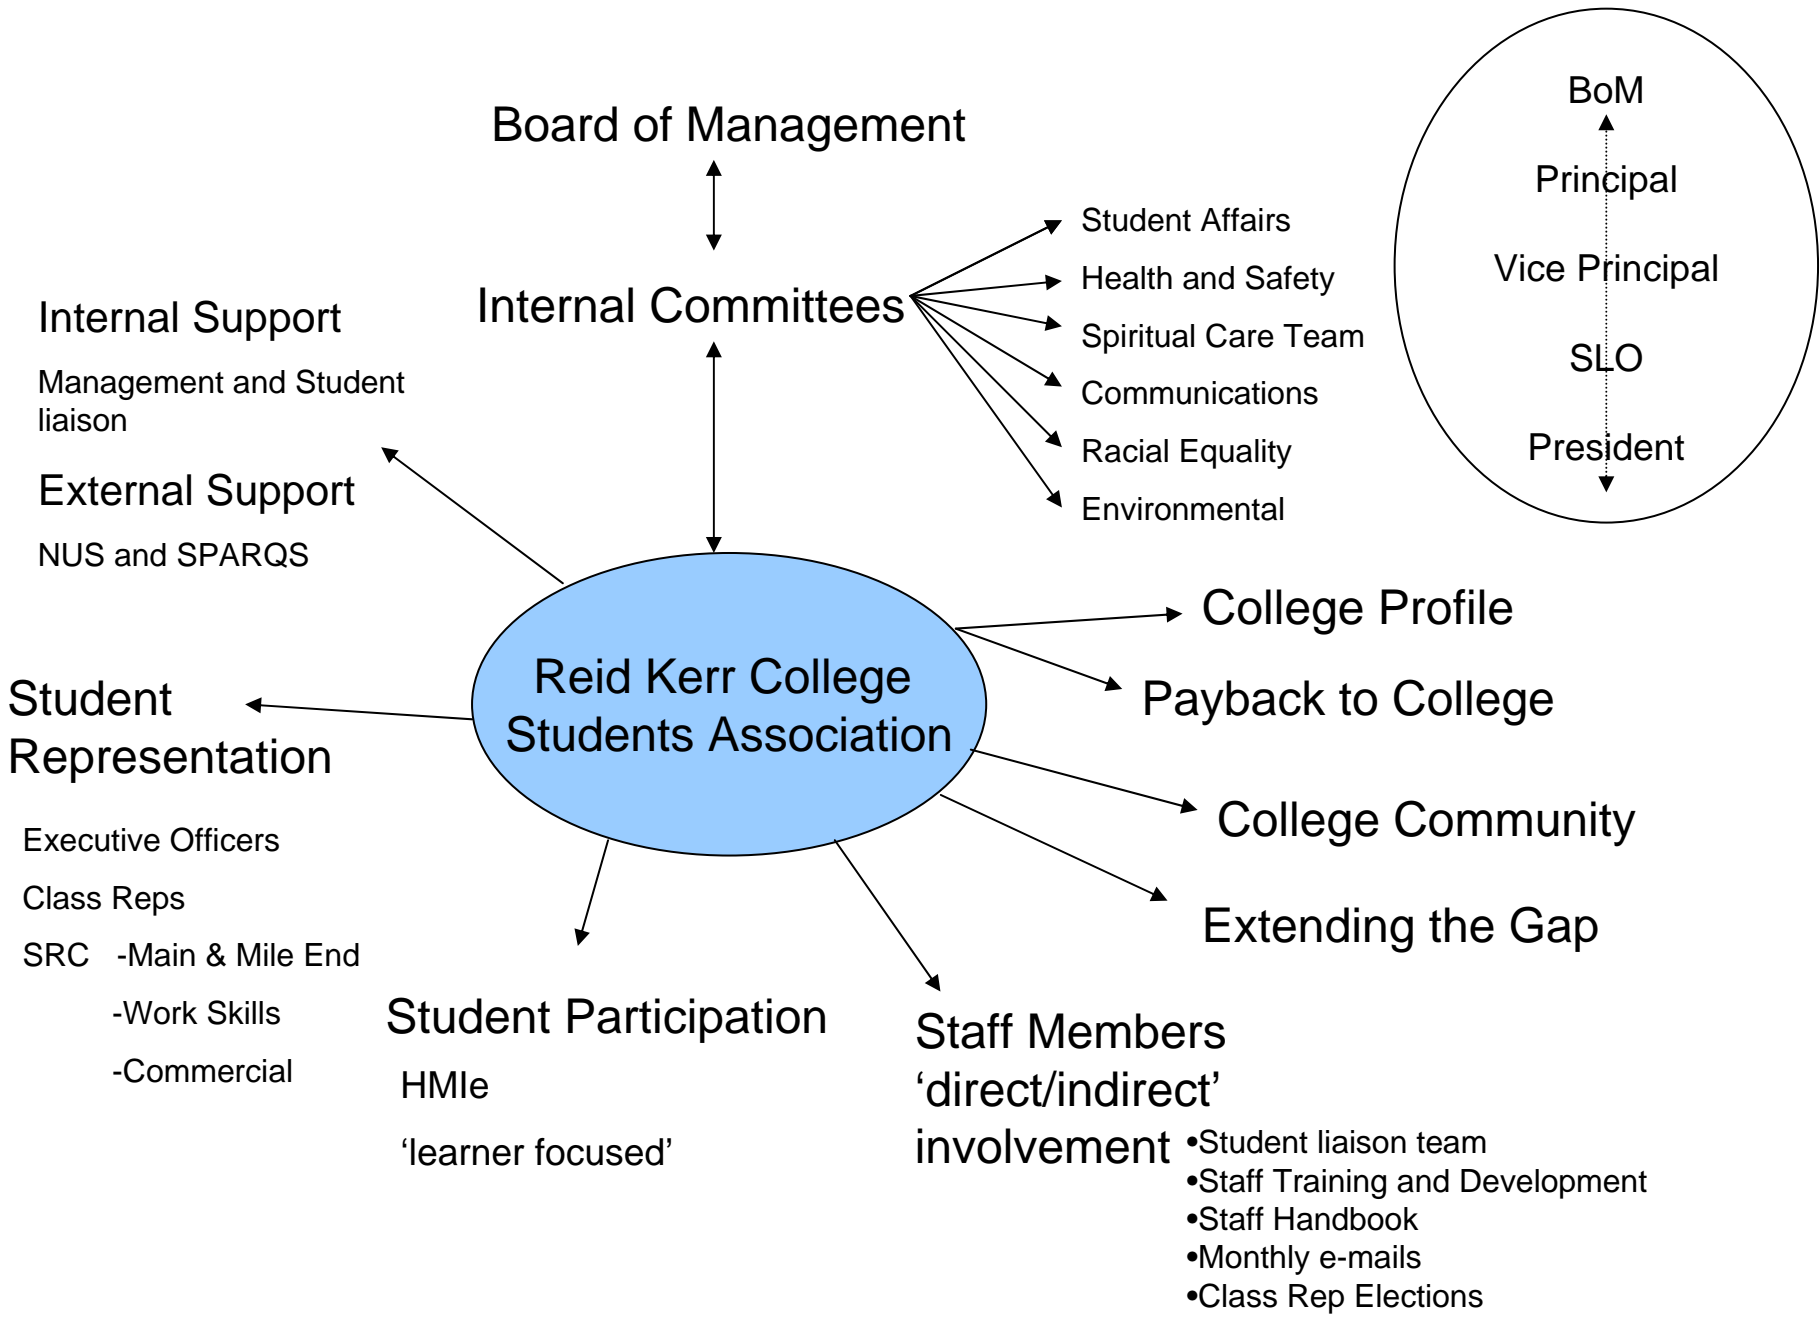 Board of Management
Internal Committees
Student Affairs
Health and Safety
Spiritual Care Team
Communications
Racial Equality
Environmental
BoM
Principal
Vice Principal
SLO
President
Internal Support
Management and Student
liaison
External Support
NUS and SPARQS
Reid Kerr College
Students Association
College Profile
Payback to College
College Community
Extending the Gap
Student
Representation
Executive Officers
Class Reps
SRC -Main & Mile End
-Work Skills
-Commercial
Student Participation
HMIe
‘learner focused’
Staff Members
‘direct/indirect’
involvement
•Student liaison team
•Staff Training and Development
•Staff Handbook
•Monthly e-mails
•Class Rep Elections